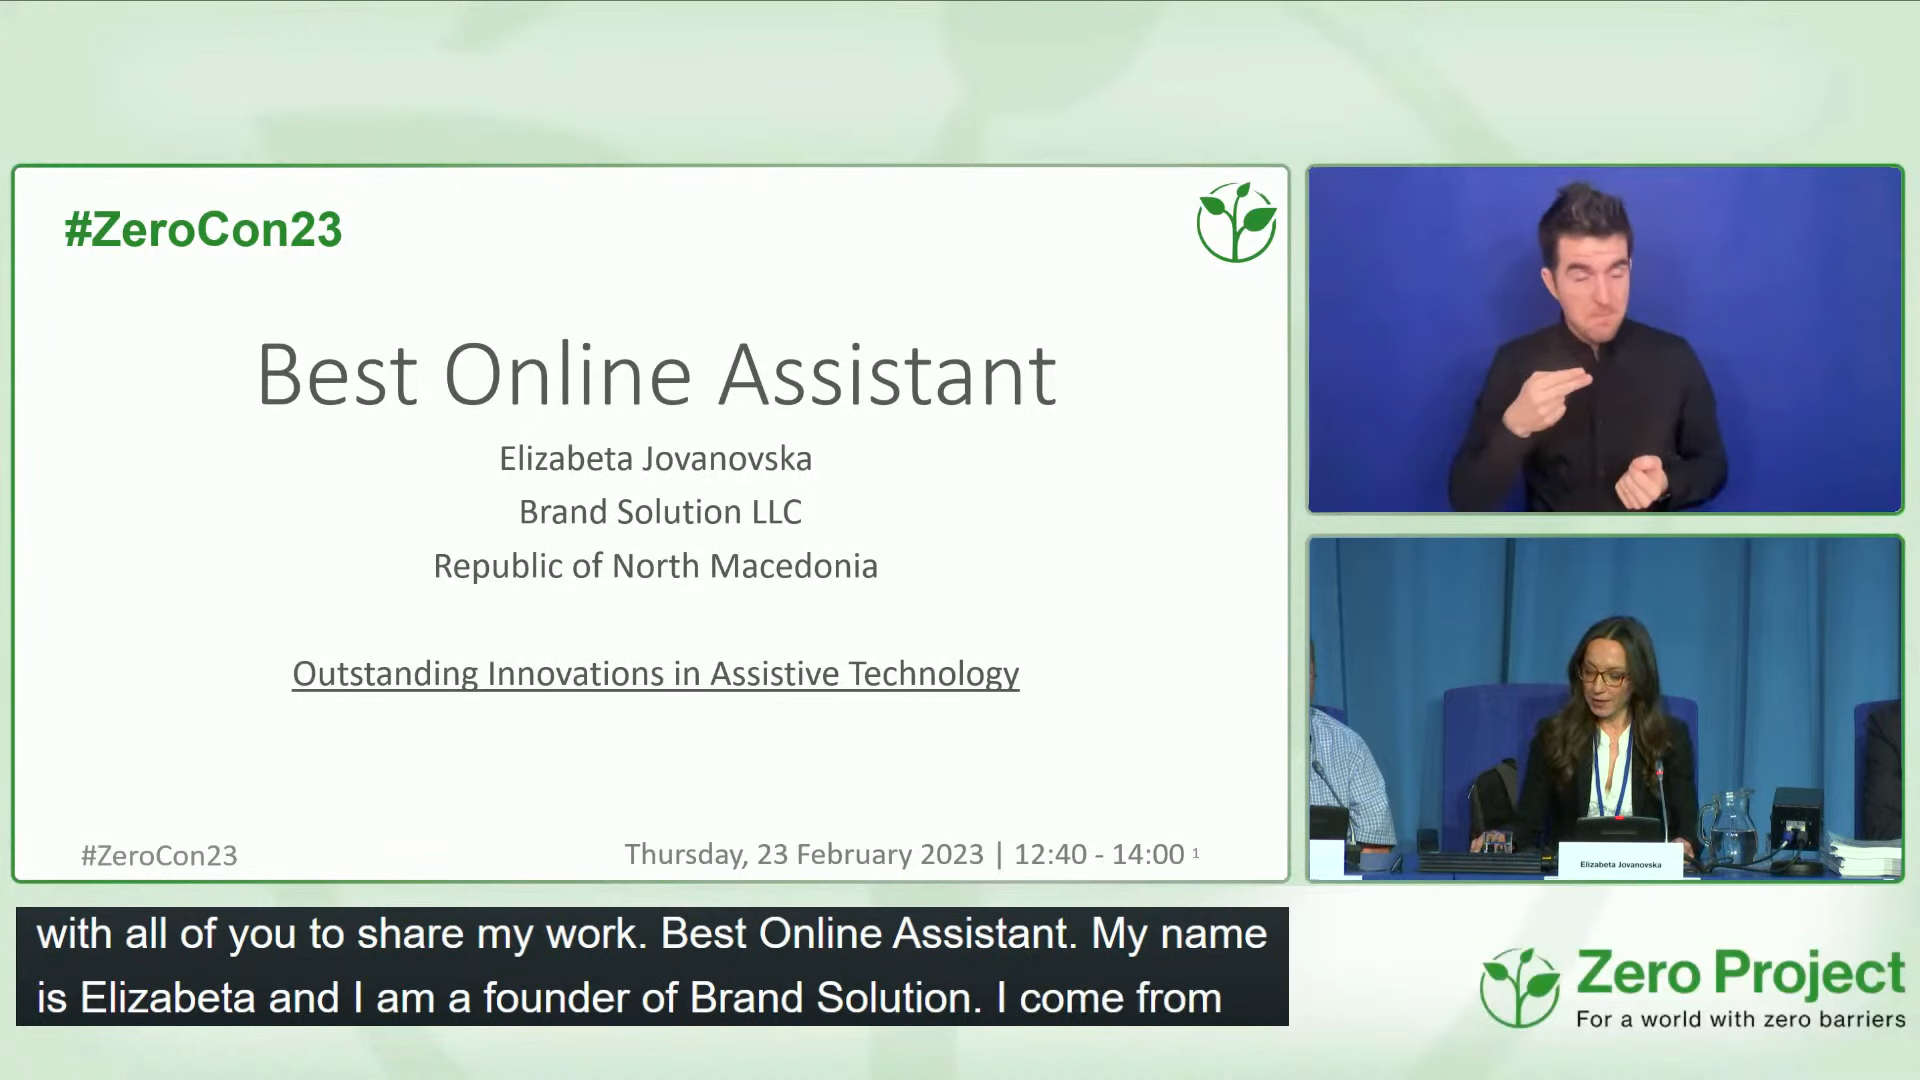 #ZeroCon23
Best Online Assistant
Elizabeta Jovanovska
Brand Solution LLC
Republic of North Macedonia
Outstanding Innovations in Assistive Technology
#ZeroCon23
Thursday, 23 February 2023 | 12:40 - 14:00 1
Elizabeta Jovanovska
with all of you to share my work. Best Online Assistant. My name
is Elizabeta and I am a founder of Brand Solution. I come from
Zero Project
For a world with zero barriers